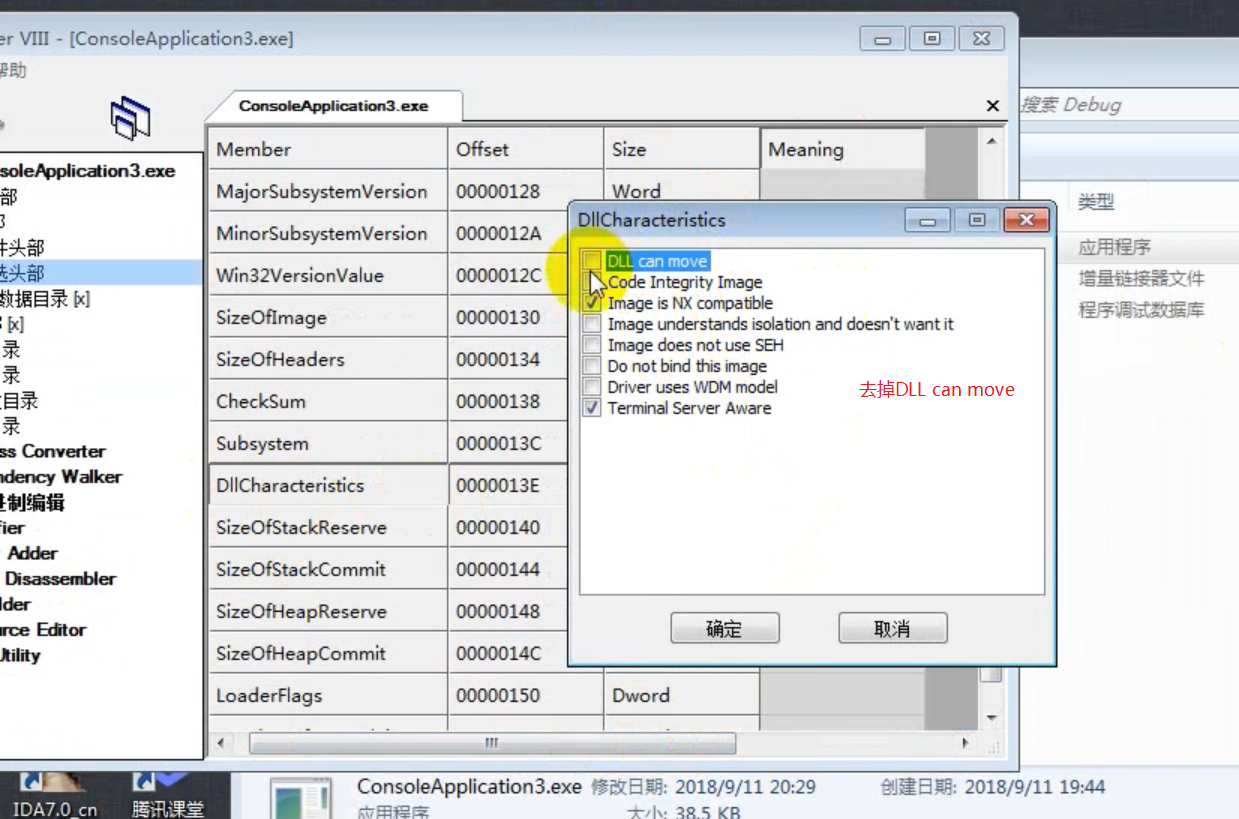 er VIII - [ConsoleApplication3.exe]
帮助
搜索 Debug
ConsoleApplication3.exe
soleApplication3.exe
部
件头部
选头部
数据目录 [x]
[x]
录
录
目录
录
ss Converter
ndency Walker
进制编辑
fier
Adder
Disassembler
lder
urce Editor
Utility
Member Offset Size Meaning
MajorSubsystemVersion 00000128 Word
MinorSubsystemVersion 0000012A
Win32VersionValue 0000012C
SizeOfImage 00000130
SizeOfHeaders 00000134
CheckSum 00000138
Subsystem 0000013C
DllCharacteristics 0000013E
SizeOfStackReserve 00000140
SizeOfStackCommit 00000144
SizeOfHeapReserve 00000148
SizeOfHeapCommit 0000014C
LoaderFlags 00000150 Dword
DllCharacteristics
DLL can move
Code Integrity Image
Image is NX compatible
Image understands isolation and doesn't want it
Image does not use SEH
Do not bind this image
Driver uses WDM model
Terminal Server Aware
去掉DLL can move
确定 取消
类型
应用程序
增量链接器文件
程序调试数据库
IDA7.0_cn
腾讯课堂
ConsoleApplication3.exe 修改日期: 2018/9/11 20:29 创建日期: 2018/9/11 19:44
应用程序 大小: 38.5 KB